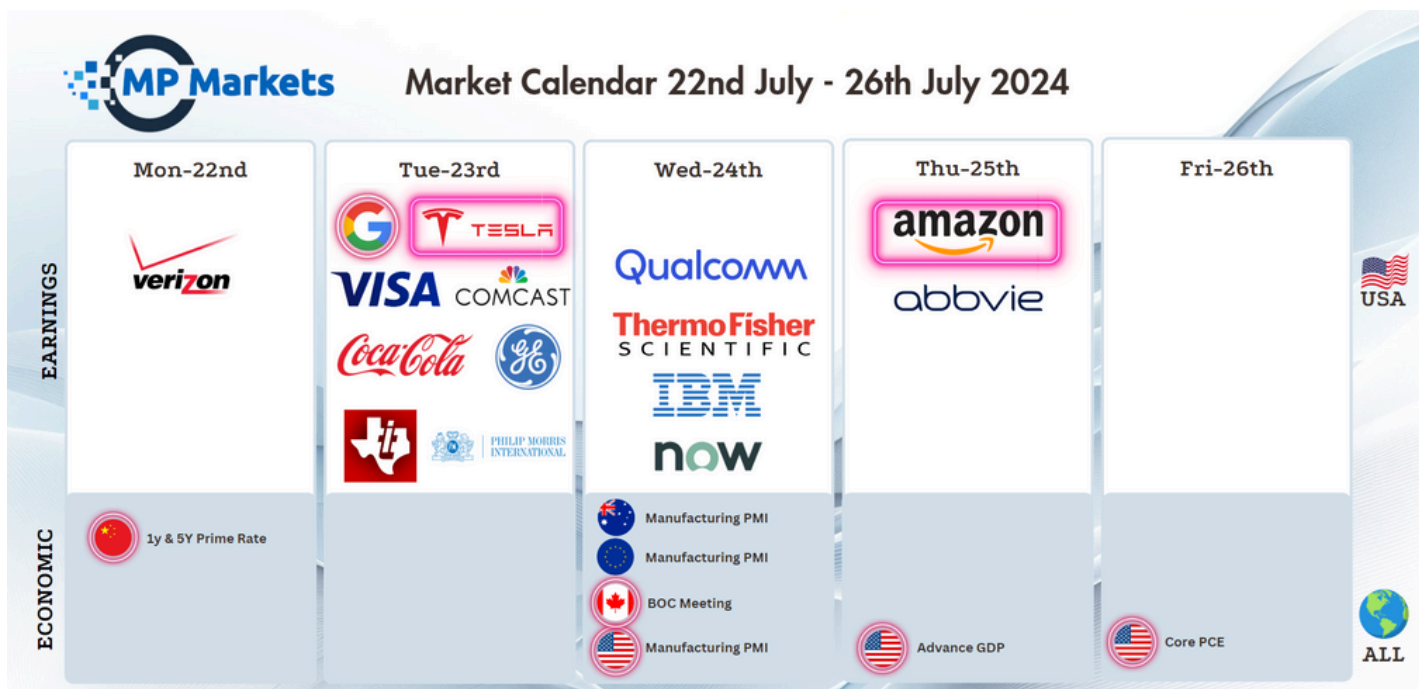 MP Markets
Market Calendar 22nd July - 26th July 2024
Mon-22nd
Tue-23rd
Wed-24th
Thu-25th
Fri-26th
EARNINGS
verizon
G
TESLA
VISA
COMCAST
Coca-Cola
GE
ti
PHILIP MORRIS
INTERNATIONAL
Qualcomm
ThermoFisher
SCIENTIFIC
IBM
now
amazon
abbvie
USA
ECONOMIC
1y & 5Y Prime Rate
Manufacturing PMI
Manufacturing PMI
BOC Meeting
Manufacturing PMI
Advance GDP
Core PCE
ALL